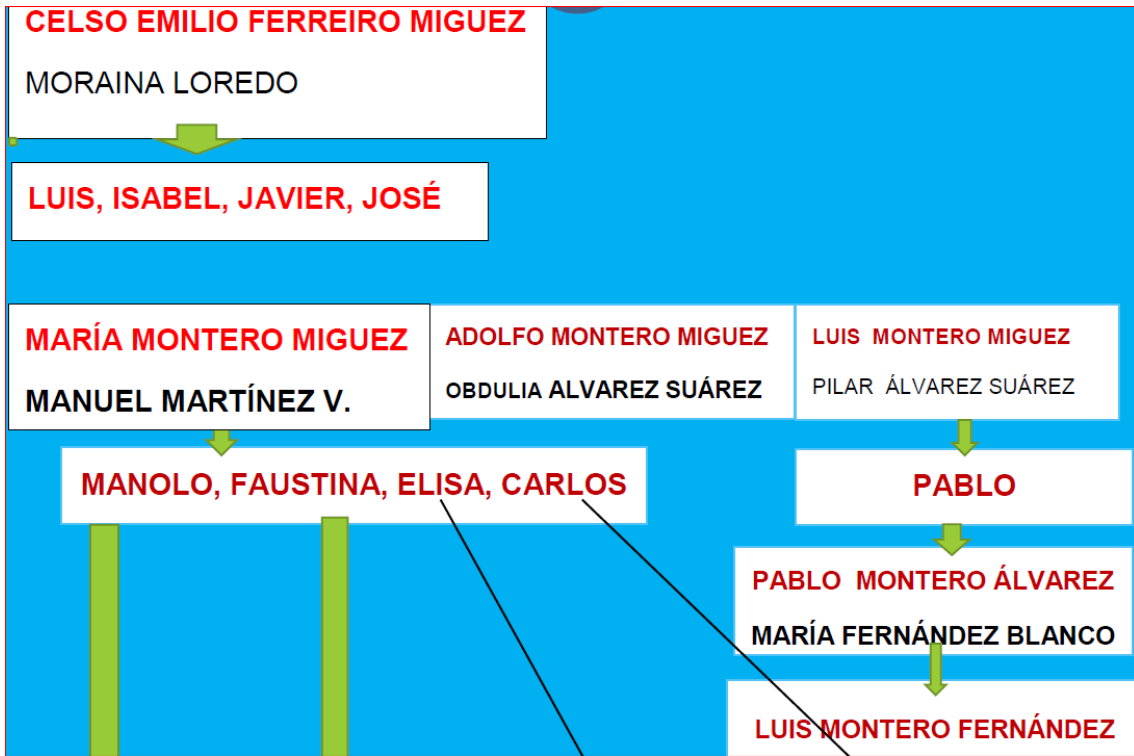 CELSO EMILIO FERREIRO MIGUEZ
MORAINA LOREDO
LUIS, ISABEL, JAVIER, JOSÉ
MARÍA MONTERO MIGUEZ
MANUEL MARTÍNEZ V.
ADOLFO MONTERO MIGUEZ
OBDULIA ALVAREZ SUÁREZ
LUIS MONTERO MIGUEZ
PILAR ÁLVAREZ SUÁREZ
MANOLO, FAUSTINA, ELISA, CARLOS
PABLO
PABLO MONTERO ÁLVAREZ
MARÍA FERNÁNDEZ BLANCO
LUIS MONTERO FERNÁNDEZ